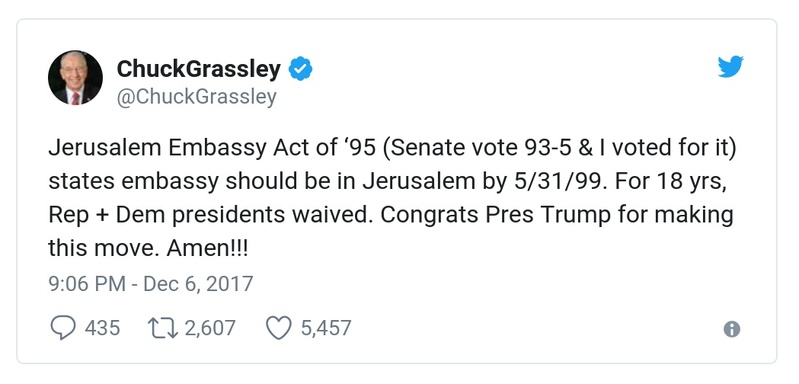 ChuckGrassley
@ChuckGrassley
Jerusalem Embassy Act of ‘95 (Senate vote 93-5 & I voted for it)
states embassy should be in Jerusalem by 5/31/99. For 18 yrs,
Rep + Dem presidents waived. Congrats Pres Trump for making
this move. Amen!!!
9:06 PM - Dec 6, 2017
435 2,607 5,457